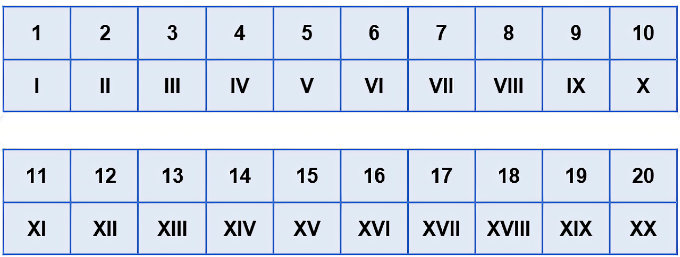 1 2 3 4 5 6 7 8 9 10
I II III IV V VI VII VIII IX X
11 12 13 14 15 16 17 18 19 20
XI XII XIII XIV XV XVI XVII XVIII XIX XX